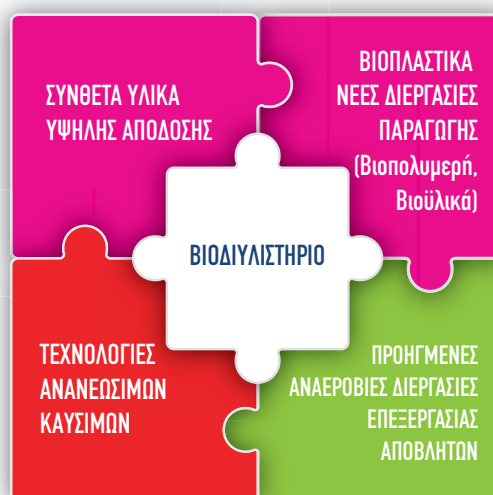 ΣΥΝΘΕΤΑ ΥΛΙΚΑ
ΥΨΗΛΗΣ ΑΠΟΔΟΣΗΣ
ΒΙΟΠΛΑΣΤΙΚΑ
ΝΕΕΣ ΔΙΕΡΓΑΣΙΕΣ
ΠΑΡΑΓΩΓΗΣ
(Βιοπολυμερή,
Βιοϋλικά)
ΒΙΟΔΙΥΛΙΣΤΗΡΙΟ
ΤΕΧΝΟΛΟΓΙΕΣ
ΑΝΑΝΕΩΣΙΜΩΝ
ΚΑΥΣΙΜΩΝ
ΠΡΟΗΓΜΕΝΕΣ
ΑΝΑΕΡΟΒΙΕΣ ΔΙΕΡΓΑΣΙΕΣ
ΕΠΕΞΕΡΓΑΣΙΑΣ
ΑΠΟΒΛΗΤΩΝ